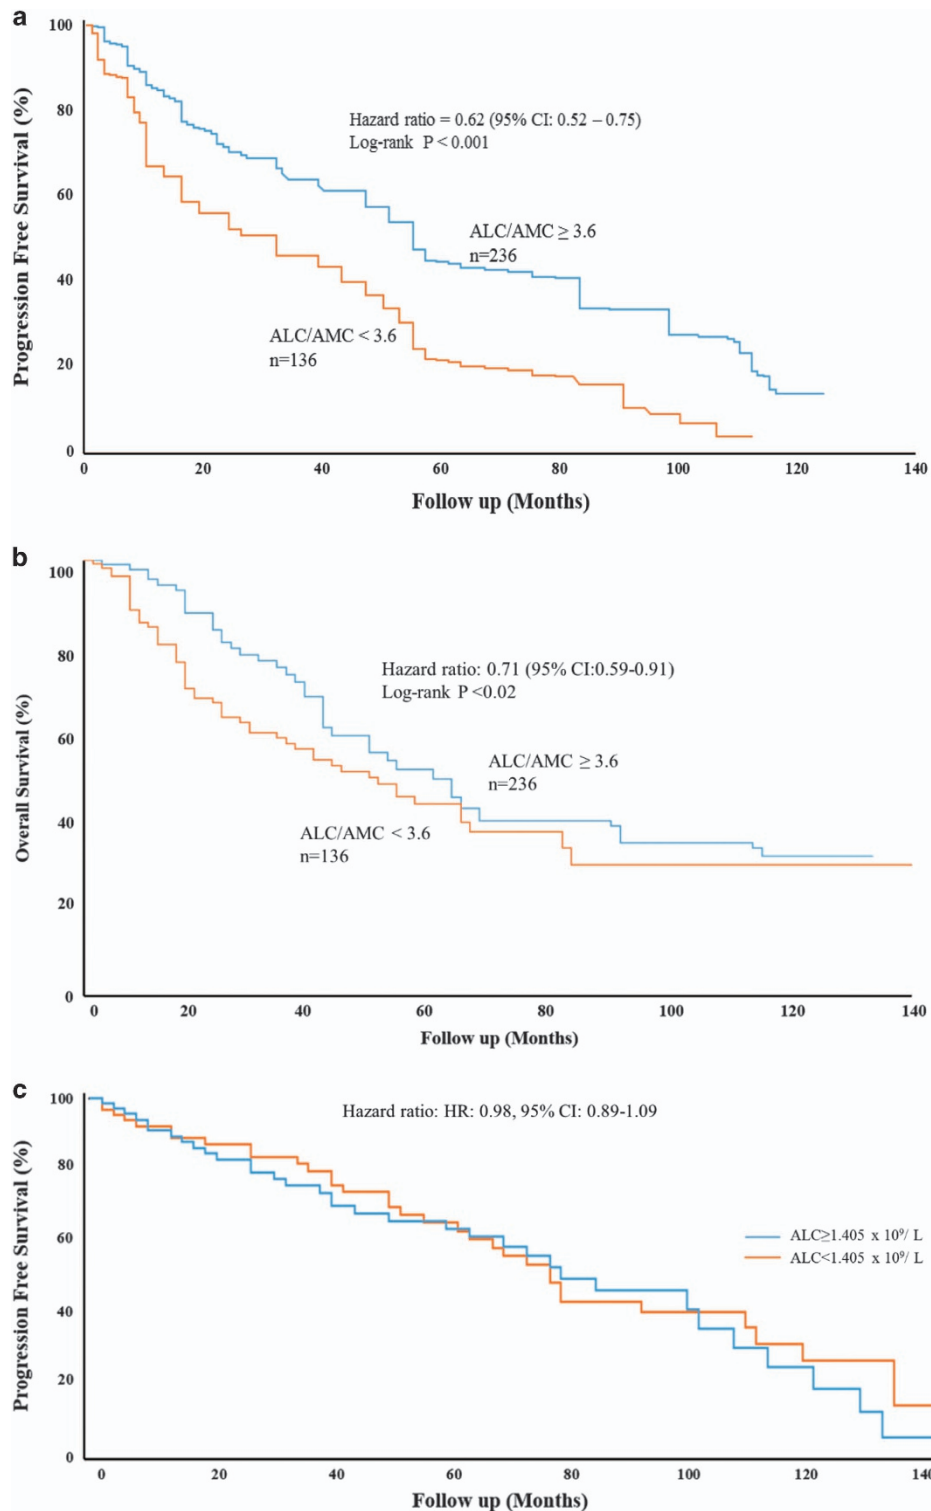 a
100
80
60
40
20
0
Progression Free Survival (%)
Hazard ratio = 0.62 (95% CI: 0.52 – 0.75)
Log-rank P < 0.001
ALC/AMC ≥ 3.6
n=236
ALC/AMC < 3.6
n=136
0 20 40 60 80 100 120 140
Follow up (Months)
b
100
80
60
40
20
0
Overall Survival (%)
Hazard ratio: 0.71 (95% CI:0.59-0.91)
Log-rank P <0.02
ALC/AMC ≥ 3.6
n=236
ALC/AMC < 3.6
n=136
0 20 40 60 80 100 120 140
Follow up (Months)
c
100
80
60
40
20
0
Progression Free Survival (%)
Hazard ratio: HR: 0.98, 95% CI: 0.89-1.09
ALC≥1.405 x 10⁹/ L
ALC<1.405 x 10⁹/ L
0 20 40 60 80 100 120 140
Follow up (Months)